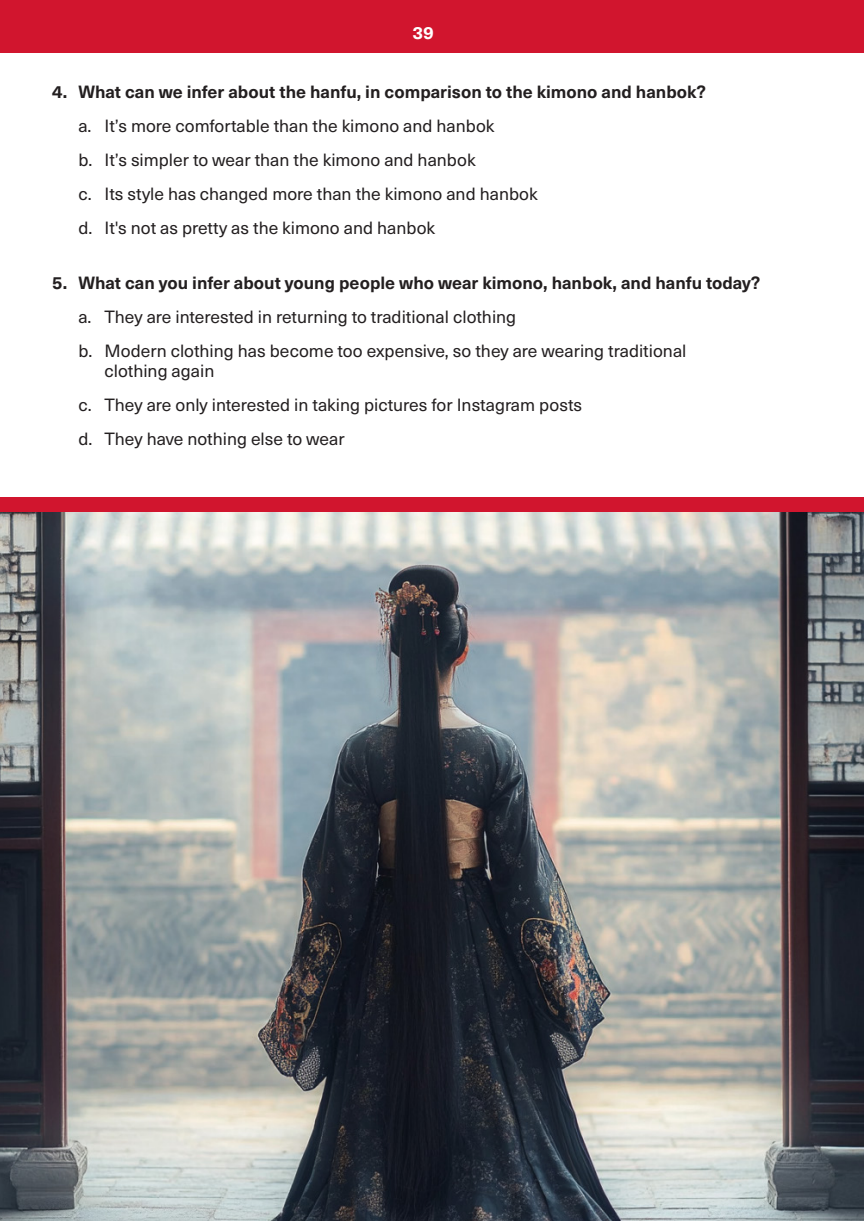 39
4. What can we infer about the hanfu, in comparison to the kimono and hanbok?
a. It's more comfortable than the kimono and hanbok
b. It's simpler to wear than the kimono and hanbok
c. Its style has changed more than the kimono and hanbok
d. It's not as pretty as the kimono and hanbok
5. What can you infer about young people who wear kimono, hanbok, and hanfu today?
a. They are interested in returning to traditional clothing
b. Modern clothing has become too expensive, so they are wearing traditional
clothing again
c. They are only interested in taking pictures for Instagram posts
d. They have nothing else to wear